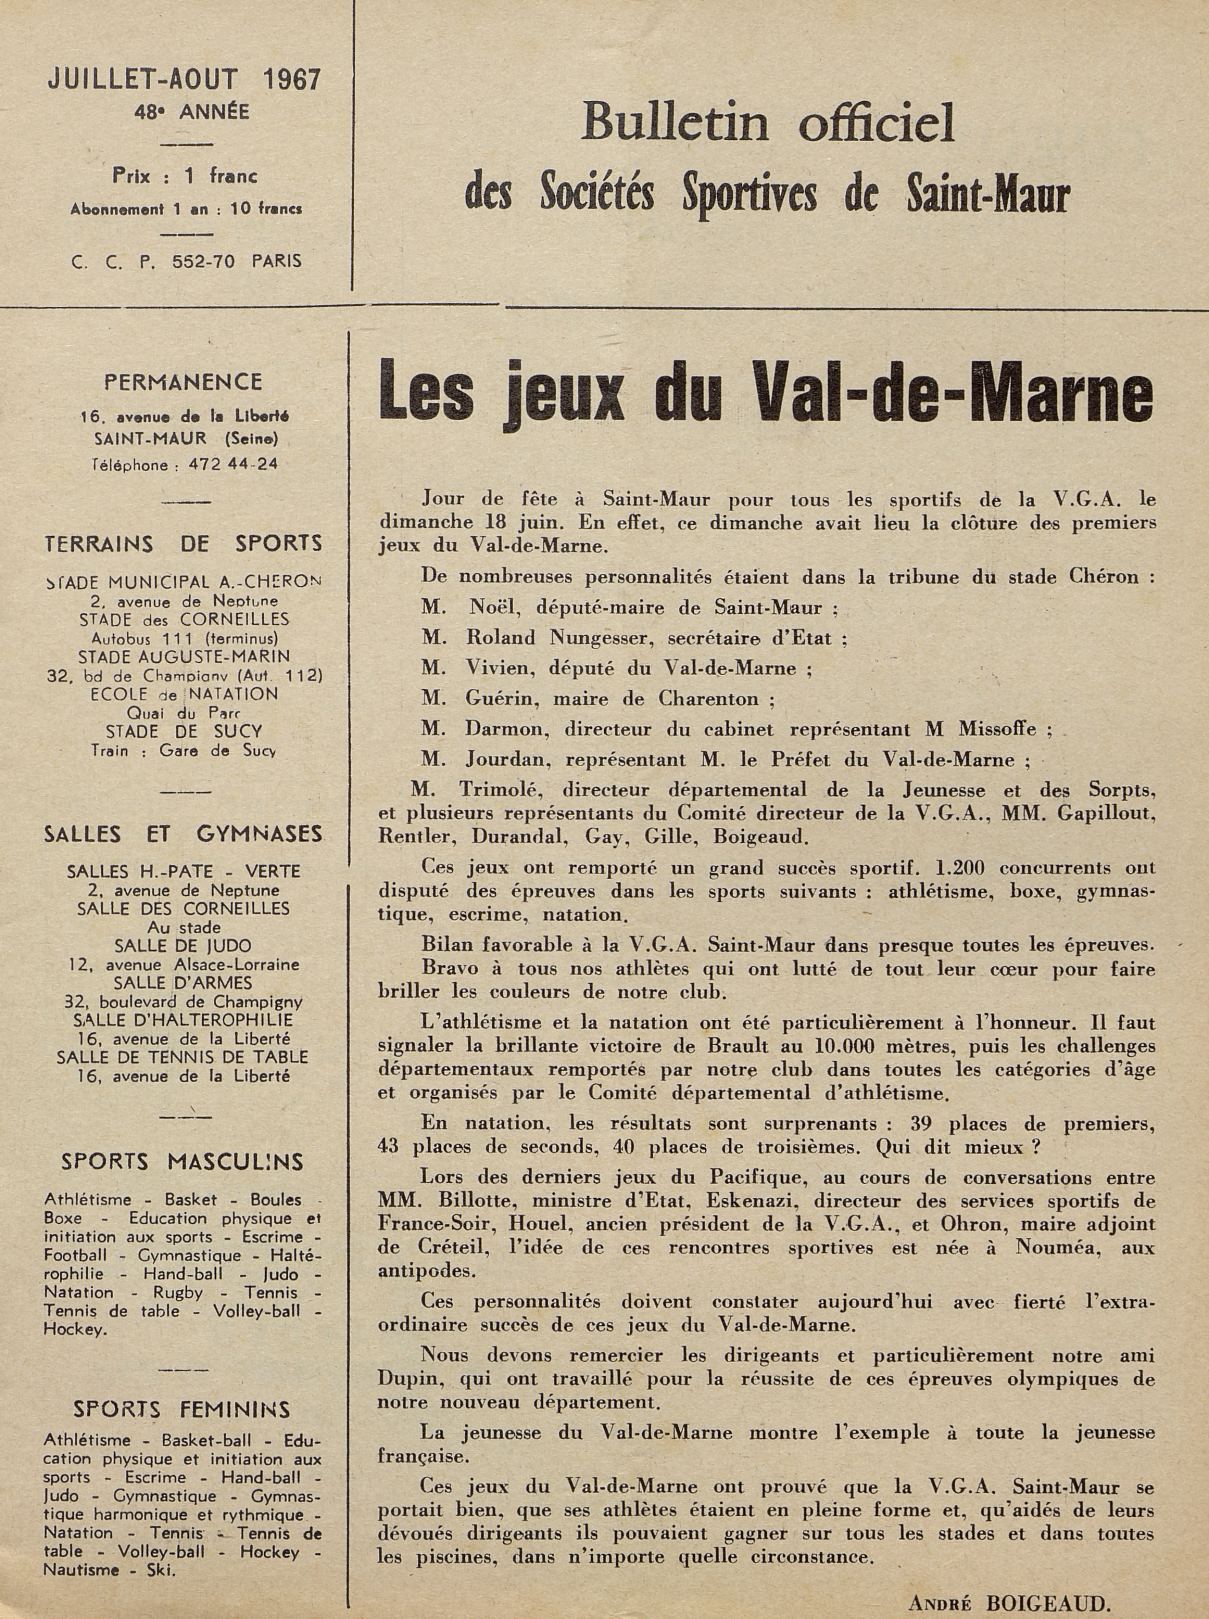 JUILLET-AOUT 1967
48e ANNÉE
Prix : 1 franc
Abonnement 1 an : 10 francs
C. C. P. 552-70 PARIS
Bulletin officiel
des Sociétés Sportives de Saint-Maur
PERMANENCE
16, avenue de la Liberté
SAINT-MAUR (Seine)
Téléphone : 472 44-24
TERRAINS DE SPORTS
STADE MUNICIPAL A.-CHERON
2, avenue de Neptune
STADE des CORNEILLES
Autobus 111 (terminus)
STADE AUGUSTE-MARIN
32, bd de Champigny (Aut. 112)
ECOLE de NATATION
Quai du Parc
STADE DE SUCY
Train : Gare de Sucy
SALLES ET GYMNASES
SALLES H.-PATE - VERTE
2, avenue de Neptune
SALLE DES CORNEILLES
Au stade
SALLE DE JUDO
12, avenue Alsace-Lorraine
SALLE D'ARMES
32, boulevard de Champigny
SALLE D'HALTEROPHILIE
16, avenue de la Liberté
SALLE DE TENNIS DE TABLE
16, avenue de la Liberté
SPORTS MASCULINS
Athlétisme - Basket - Boules -
Boxe - Education physique et
initiation aux sports - Escrime -
Football - Gymnastique - Halté-
rophilie - Hand-ball - Judo -
Natation - Rugby - Tennis -
Tennis de table - Volley-ball -
Hockey.
SPORTS FEMININS
Athlétisme - Basket-ball - Edu-
cation physique et initiation aux
sports - Escrime - Hand-ball -
Judo - Gymnastique - Gymnas-
tique harmonique et rythmique -
Natation - Tennis - Tennis de
table - Volley-ball - Hockey -
Nautisme - Ski.
Les jeux du Val-de-Marne
Jour de fête à Saint-Maur pour tous les sportifs de la V.G.A. le
dimanche 18 juin. En effet, ce dimanche avait lieu la clôture des premiers
jeux du Val-de-Marne.
De nombreuses personnalités étaient dans la tribune du stade Chéron :
M. Noël, député-maire de Saint-Maur ;
M. Roland Nungesser, secrétaire d'Etat ;
M. Vivien, député du Val-de-Marne ;
M. Guérin, maire de Charenton ;
M. Darmon, directeur du cabinet représentant M Missoffe ;
M. Jourdan, représentant M. le Préfet du Val-de-Marne ;
M. Trimolé, directeur départemental de la Jeunesse et des Sorpts,
et plusieurs représentants du Comité directeur de la V.G.A., MM. Gapillout,
Rentler, Durandal, Gay, Gille, Boigeaud.
Ces jeux ont remporté un grand succès sportif. 1.200 concurrents ont
disputé des épreuves dans les sports suivants : athlétisme, boxe, gymnas-
tique, escrime, natation.
Bilan favorable à la V.G.A. Saint-Maur dans presque toutes les épreuves.
Bravo à tous nos athlètes qui ont lutté de tout leur cœur pour faire
briller les couleurs de notre club.
L'athlétisme et la natation ont été particulièrement à l'honneur. Il faut
signaler la brillante victoire de Brault au 10.000 mètres, puis les challenges
départementaux remportés par notre club dans toutes les catégories d'âge
et organisés par le Comité départemental d'athlétisme.
En natation, les résultats sont surprenants : 39 places de premiers,
43 places de seconds, 40 places de troisièmes. Qui dit mieux ?
Lors des derniers jeux du Pacifique, au cours de conversations entre
MM. Billotte, ministre d'Etat, Eskenazi, directeur des services sportifs de
France-Soir, Houel, ancien président de la V.G.A., et Ohron, maire adjoint
de Créteil, l'idée de ces rencontres sportives est née à Nouméa, aux
antipodes.
Ces personnalités doivent constater aujourd'hui avec fierté l'extra-
ordinaire succès de ces jeux du Val-de-Marne.
Nous devons remercier les dirigeants et particulièrement notre ami
Dupin, qui ont travaillé pour la réussite de ces épreuves olympiques de
notre nouveau département.
La jeunesse du Val-de-Marne montre l'exemple à toute la jeunesse
française.
Ces jeux du Val-de-Marne ont prouvé que la V.G.A. Saint-Maur se
portait bien, que ses athlètes étaient en pleine forme et, qu'aidés de leurs
dévoués dirigeants ils pouvaient gagner sur tous les stades et dans toutes
les piscines, dans n'importe quelle circonstance.
ANDRÉ BOIGEAUD.